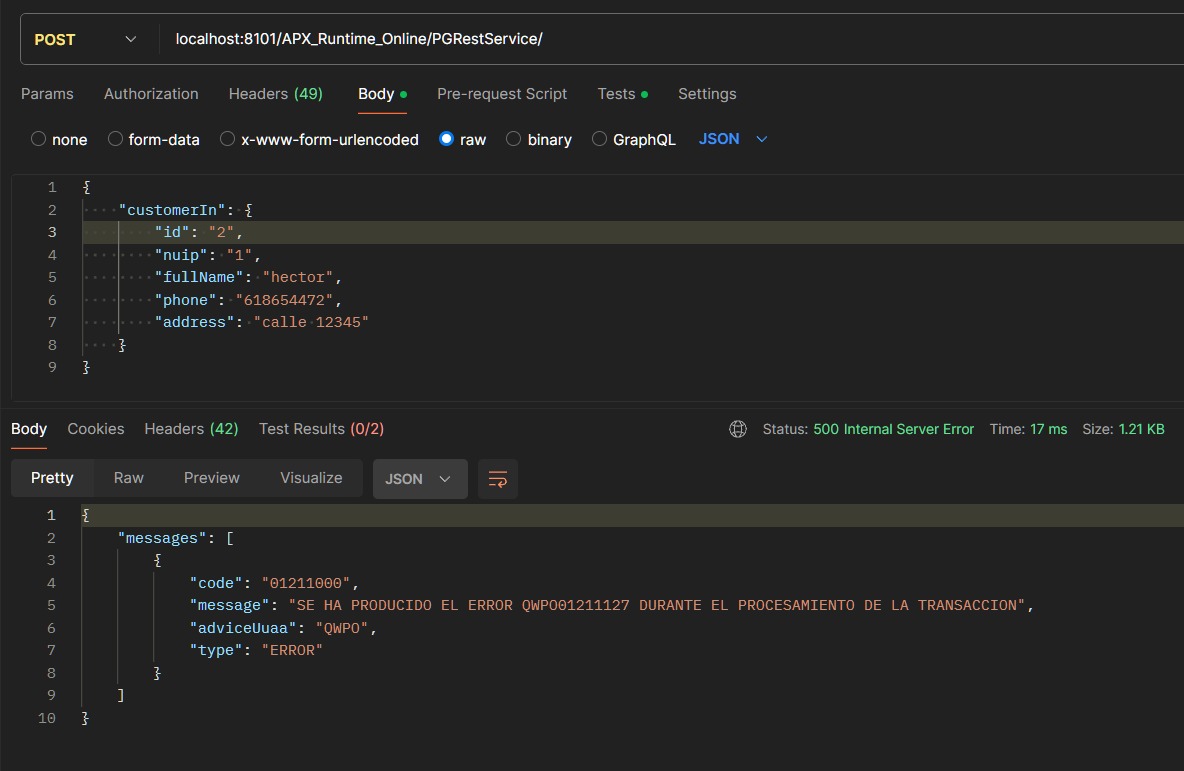 POST localhost:8101/APX_Runtime_Online/PGRestService/
Params Authorization Headers (49) Body Pre-request Script Tests Settings
none form-data x-www-form-urlencoded raw binary GraphQL JSON
1 {
2 "customerIn": {
3 "id": "2",
4 "nuip": "1",
5 "fullName": "hector",
6 "phone": "618654472",
7 "address": "calle 12345"
8 }
9 }
Body Cookies Headers (42) Test Results (0/2) Status: 500 Internal Server Error Time: 17 ms Size: 1.21 KB
Pretty Raw Preview Visualize JSON
1 {
2 "messages": [
3 {
4 "code": "01211000",
5 "message": "SE HA PRODUCIDO EL ERROR QWPO01211127 DURANTE EL PROCESAMIENTO DE LA TRANSACCION",
6 "adviceUuaa": "QWPO",
7 "type": "ERROR"
8 }
9 ]
10 }